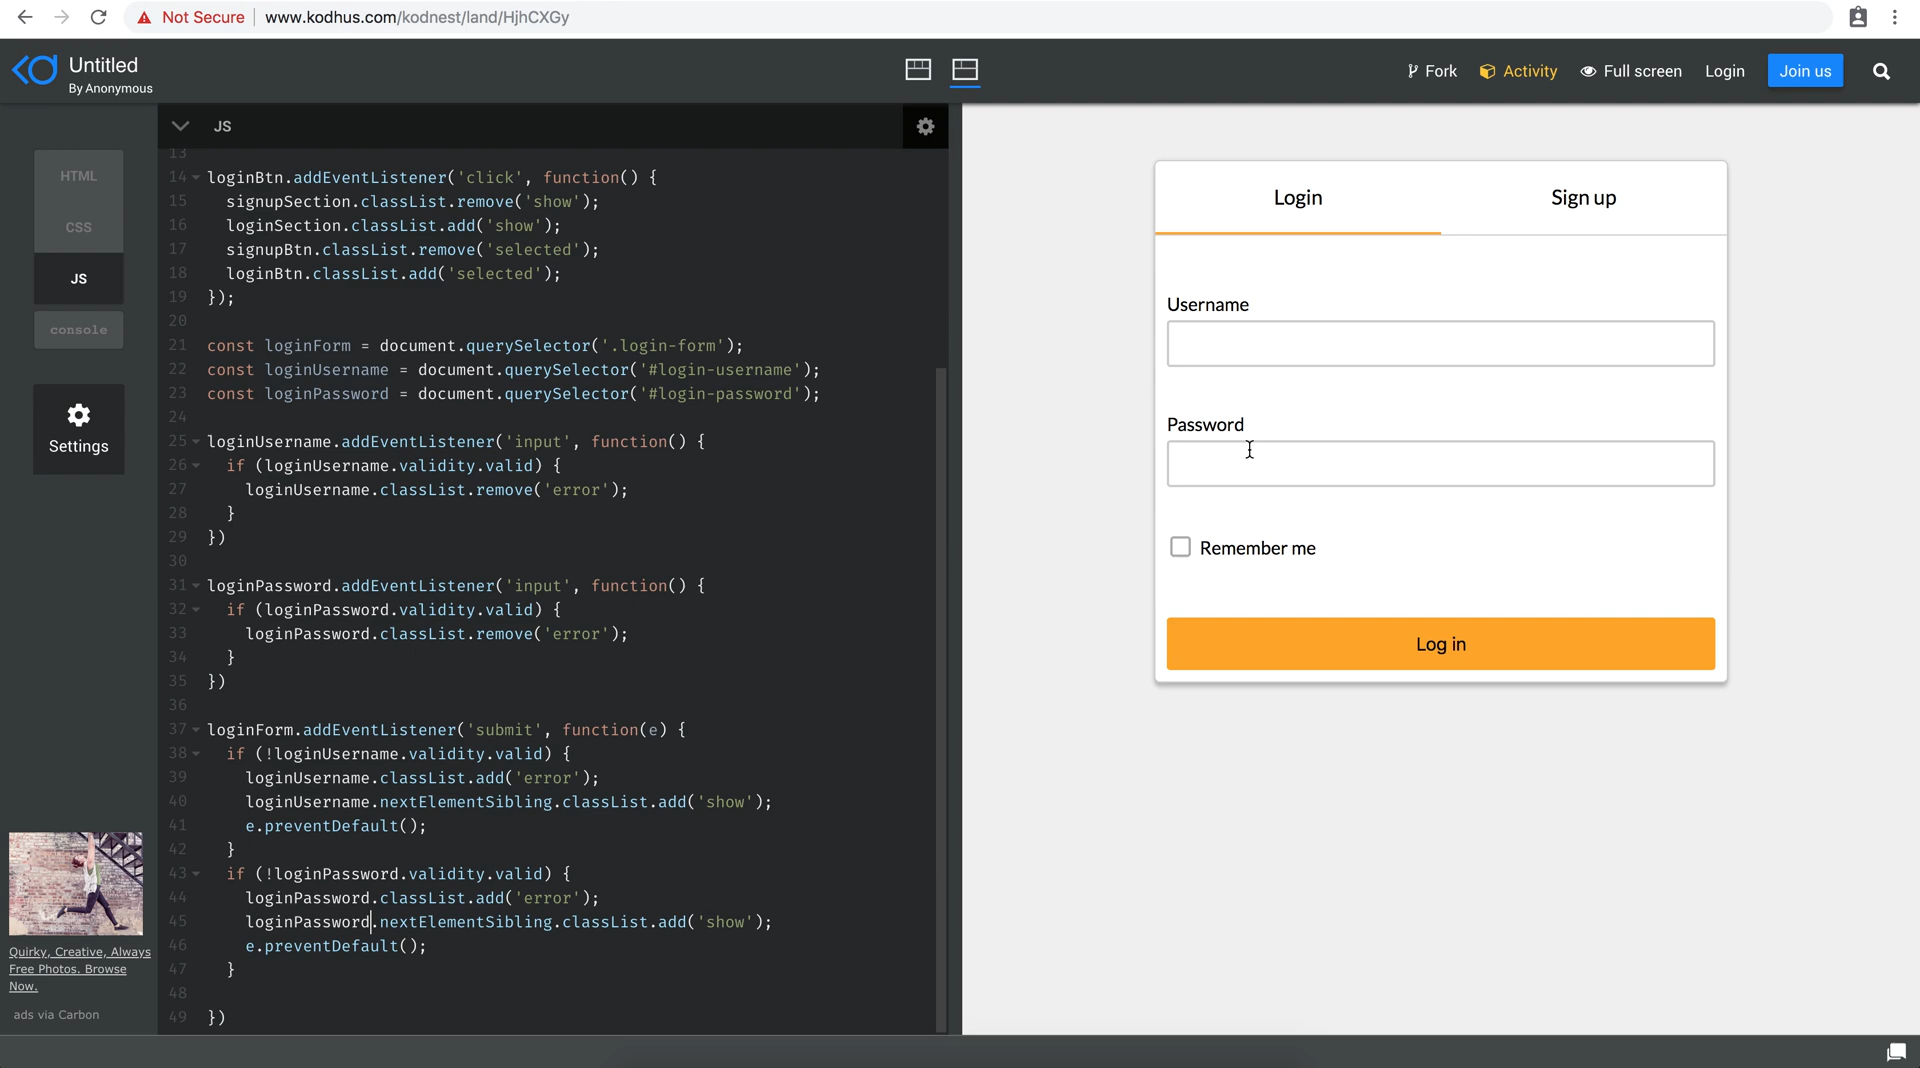 Not Secure
www.kodhus.com/kodnest/land/HjhCXGy
Untitled
By Anonymous
Fork
Activity
Full screen
Login
Join us
HTML
CSS
JS
console
Settings
JS
13
14 loginBtn.addEventListener('click', function() {
15 signupSection.classList.remove('show');
16 loginSection.classList.add('show');
17 signupBtn.classList.remove('selected');
18 loginBtn.classList.add('selected');
19 });
20
21 const loginForm = document.querySelector('.login-form');
22 const loginUsername = document.querySelector('#login-username');
23 const loginPassword = document.querySelector('#login-password');
24
25 loginUsername.addEventListener('input', function() {
26 if (loginUsername.validity.valid) {
27 loginUsername.classList.remove('error');
28 }
29 })
30
31 loginPassword.addEventListener('input', function() {
32 if (loginPassword.validity.valid) {
33 loginPassword.classList.remove('error');
34 }
35 })
36
37 loginForm.addEventListener('submit', function(e) {
38 if (!loginUsername.validity.valid) {
39 loginUsername.classList.add('error');
40 loginUsername.nextElementSibling.classList.add('show');
41 e.preventDefault();
42 }
43 if (!loginPassword.validity.valid) {
44 loginPassword.classList.add('error');
45 loginPassword.nextElementSibling.classList.add('show');
46 e.preventDefault();
47 }
48
49 })
Quirky, Creative, Always
Free Photos. Browse
Now.
ads via Carbon
Login
Sign up
Username
Password
Remember me
Log in